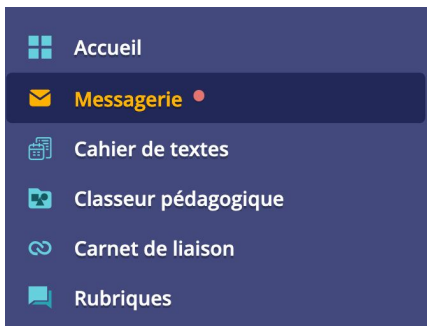 Accueil
Messagerie
Cahier de textes
Classeur pédagogique
Carnet de liaison
Rubriques